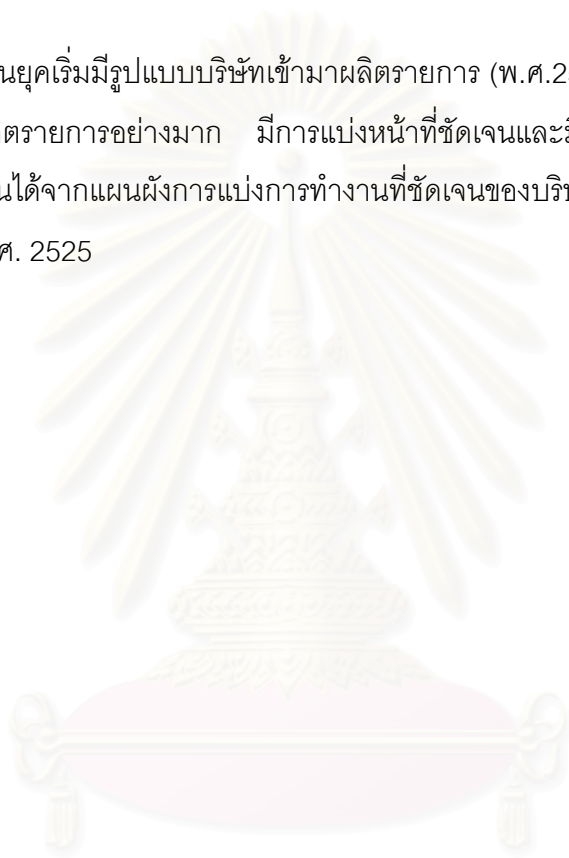 นยุคเริ่มมีรูปแบบบริษัทเข้ามาผลิตรายการ (พ.ศ.2
ตรายการอย่างมาก มีการแบ่งหน้าที่ชัดเจนและมี
นได้จากแผนผังการแบ่งการทำงานที่ชัดเจนของบริษ
ศ. 2525